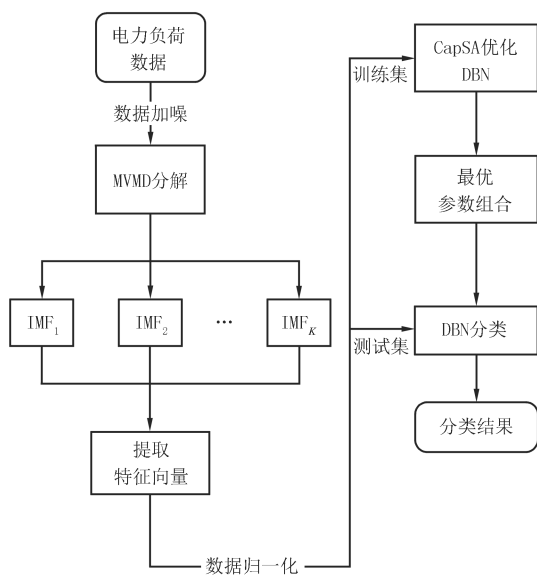 电力负荷
数据
数据加噪
MVMD分解
IMF1
IMF2
...
IMFK
提取
特征向量
数据归一化
训练集
CapSA优化
DBN
最优
参数组合
测试集
DBN分类
分类结果